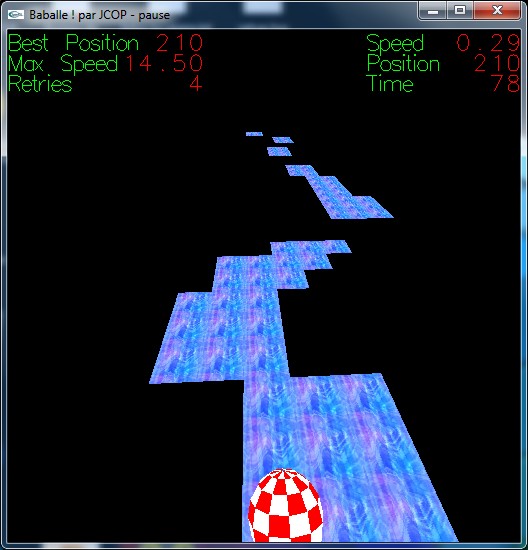 Baballe ! par JCOP - pause
Best Position 210
Max Speed 14.50
Retries 4
Speed 0.29
Position 210
Time 78